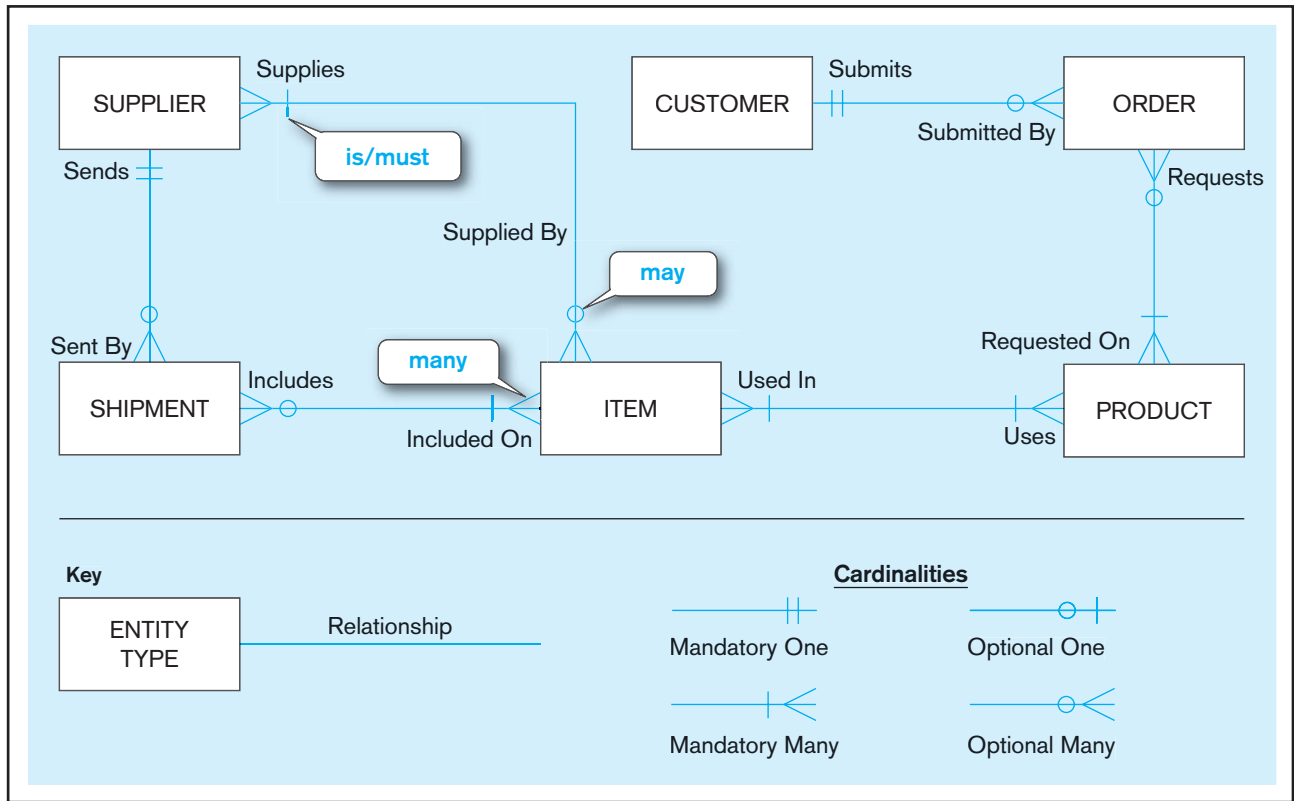 Supplies
Submits
SUPPLIER
CUSTOMER
ORDER
Submitted By
is/must
Sends
Requests
Supplied By
may
Sent By
many
Requested On
Includes
Used In
SHIPMENT
ITEM
PRODUCT
Included On
Uses
Key
Cardinalities
ENTITY
TYPE
Relationship
Mandatory One
Optional One
Mandatory Many
Optional Many